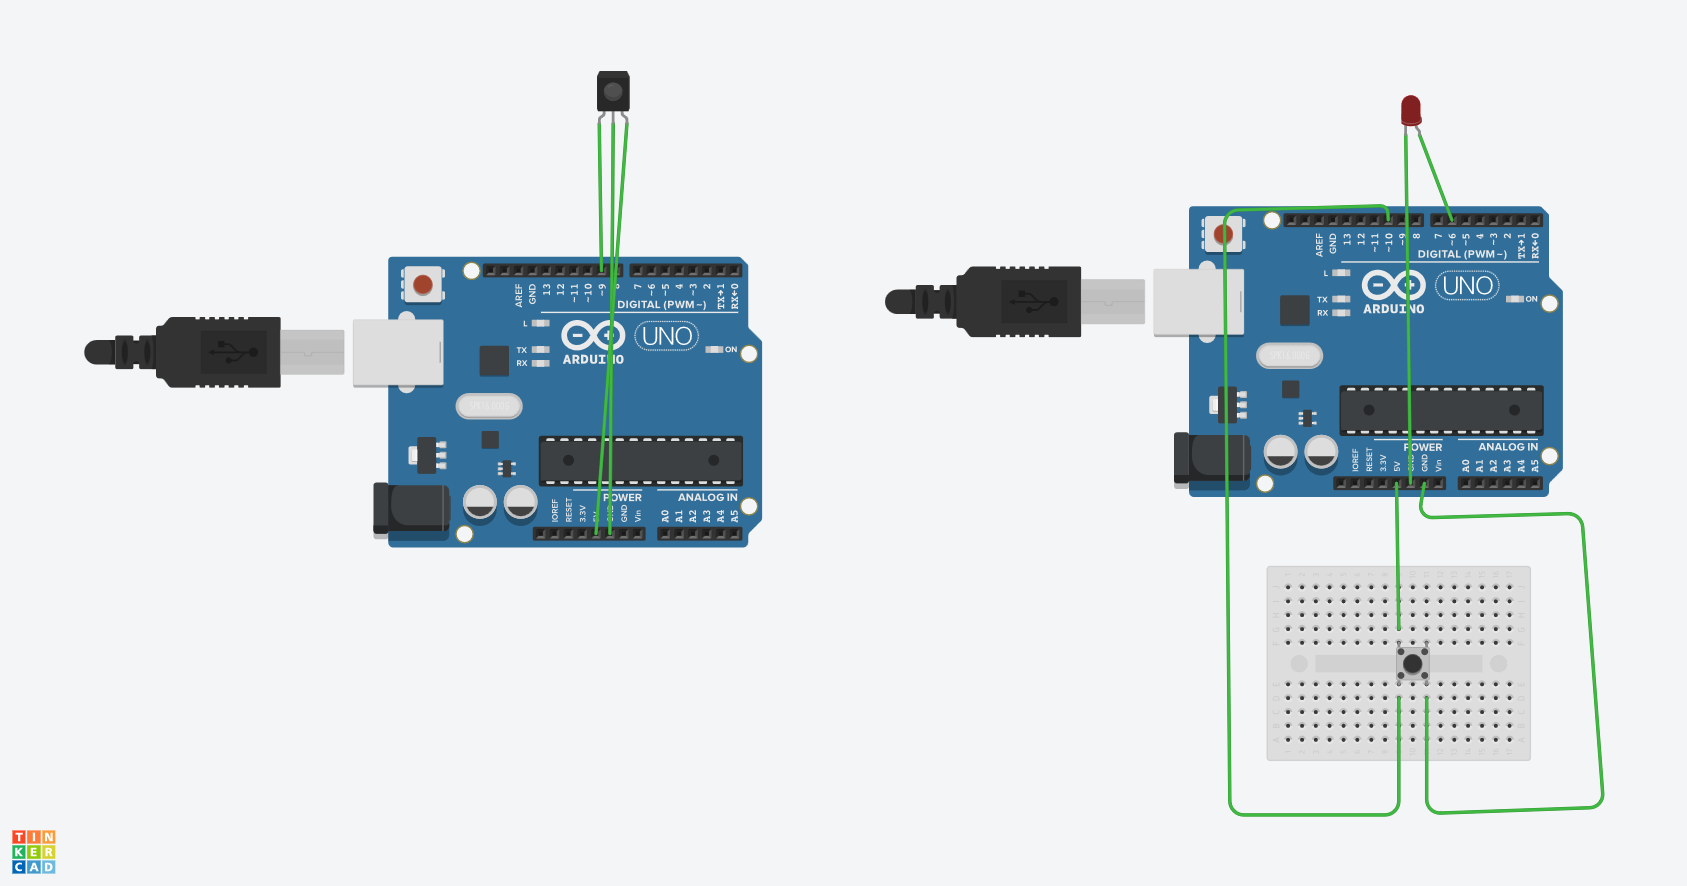 AREF
GND
13
12
~11
~10
~9
8
7
~6
~5
4
~3
2
TX→1
RX←0
DIGITAL (PWM~)
L
TX
RX
ARDUINO
UNO
ON
POWER
ANALOG IN
IOREF
RESET
3.3V
5V
GND
Vin
A0
A1
A2
A3
A4
A5
AREF
GND
13
12
~11
~10
~9
8
7
~6
~5
4
~3
2
TX→1
RX←0
DIGITAL (PWM~)
L
TX
RX
ARDUINO
UNO
ON
POWER
ANALOG IN
IOREF
RESET
3.3V
5V
GND
Vin
A0
A1
A2
A3
A4
A5
TIN
KER
CAD